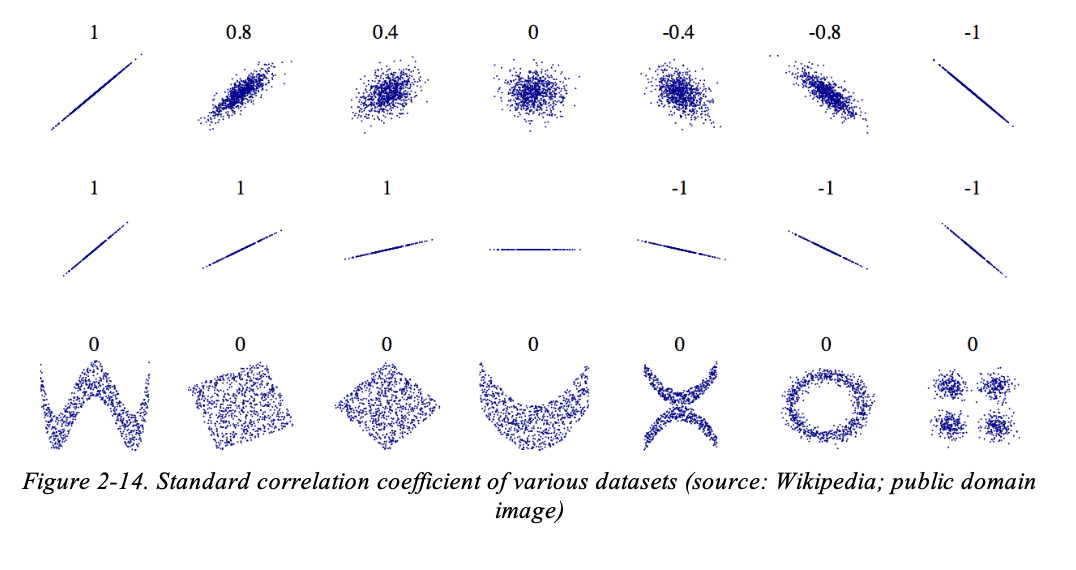 1 0.8 0.4 0 -0.4 -0.8 -1
1 1 1 -1 -1 -1
0 0 0 0 0 0 0
Figure 2-14. Standard correlation coefficient of various datasets (source: Wikipedia; public domain
image)